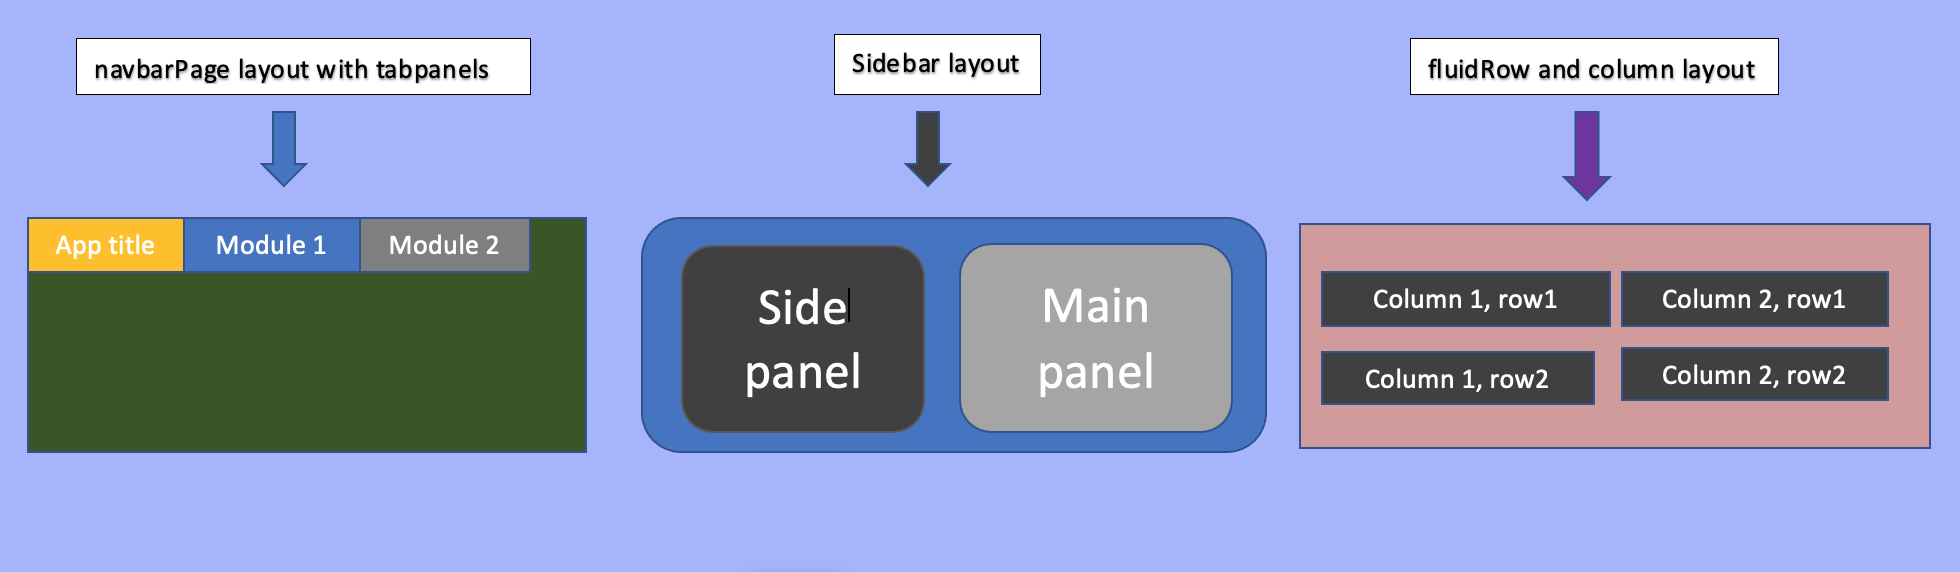 navbarPage layout with tabpanels
Sidebar layout
fluidRow and column layout
App title
Module 1
Module 2
Side
panel
Main
panel
Column 1, row1
Column 2, row1
Column 1, row2
Column 2, row2